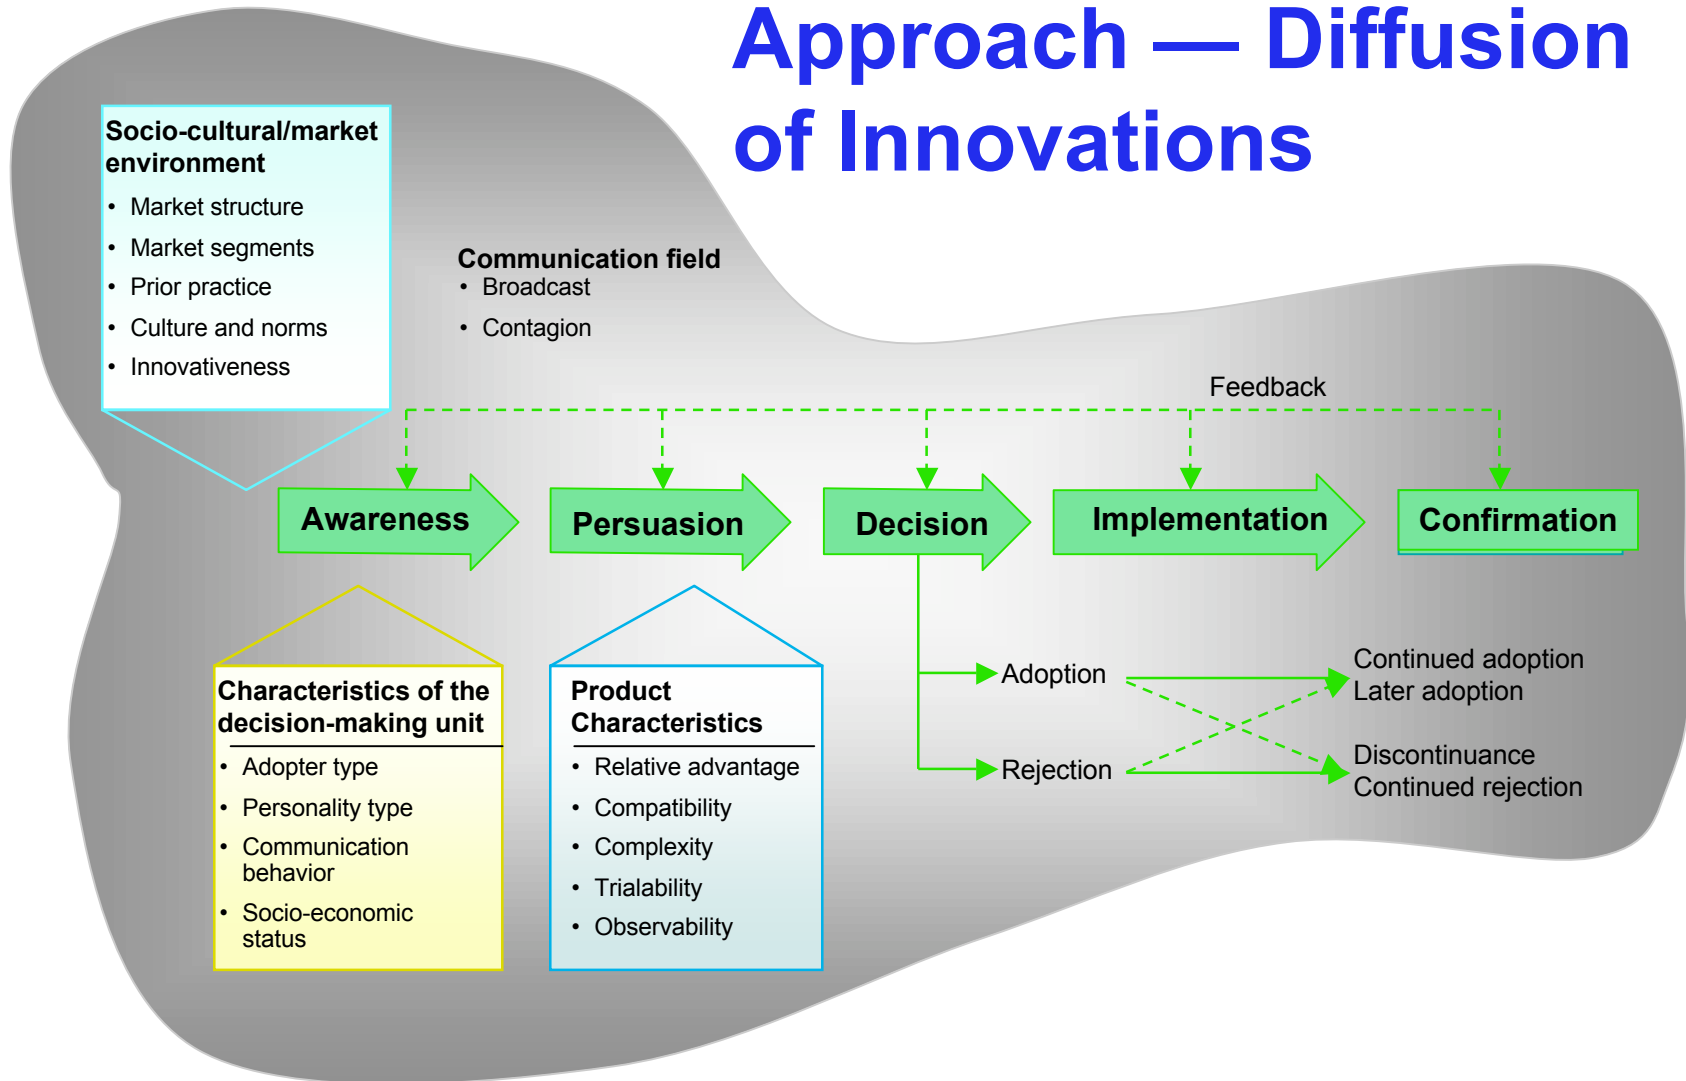 Approach — Diffusion
of Innovations
Socio-cultural/market
environment
• Market structure
• Market segments
• Prior practice
• Culture and norms
• Innovativeness
Communication field
• Broadcast
• Contagion
Feedback
Awareness
Persuasion
Decision
Implementation
Confirmation
Characteristics of the
decision-making unit
• Adopter type
• Personality type
• Communication
behavior
• Socio-economic
status
Product
Characteristics
• Relative advantage
• Compatibility
• Complexity
• Trialability
• Observability
Adoption
Rejection
Continued adoption
Later adoption
Discontinuance
Continued rejection